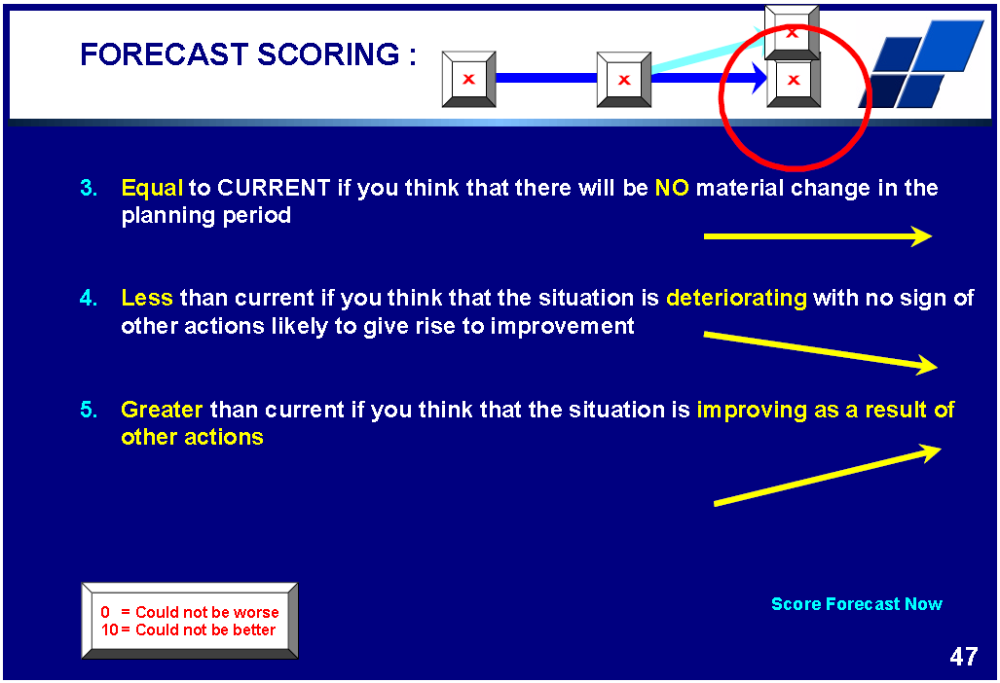 FORECAST SCORING :
x
x
x
x
3. Equal to CURRENT if you think that there will be NO material change in the
planning period
4. Less than current if you think that the situation is deteriorating with no sign of
other actions likely to give rise to improvement
5. Greater than current if you think that the situation is improving as a result of
other actions
0 = Could not be worse
10 = Could not be better
Score Forecast Now
47